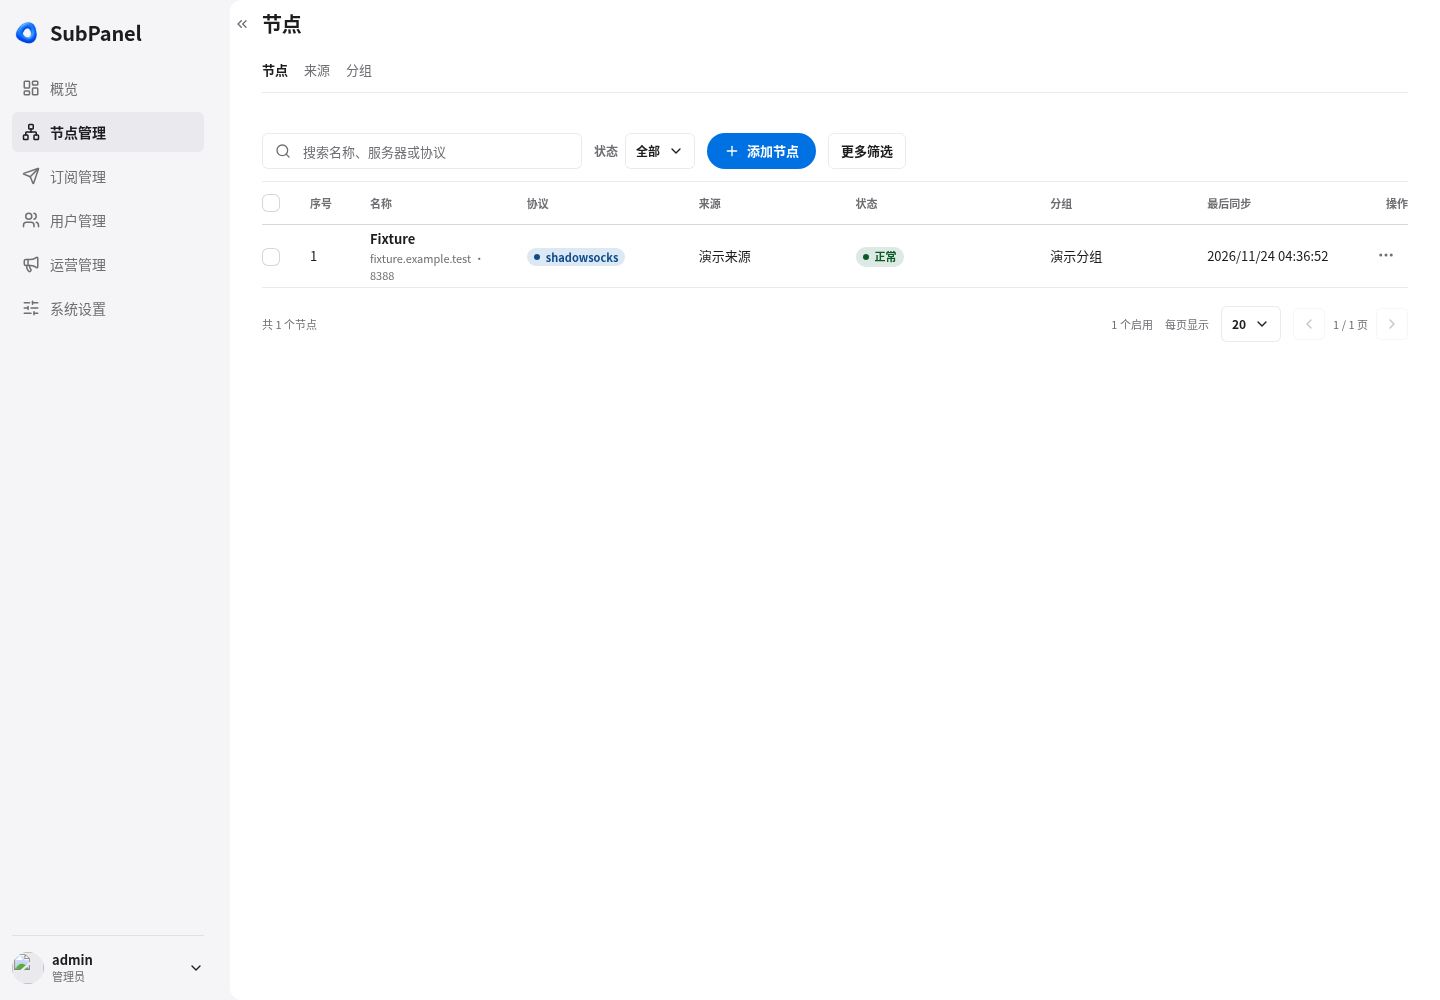 SubPanel
概览
节点管理
订阅管理
用户管理
运营管理
系统设置
admin
管理员
节点
节点 来源 分组
搜索名称、服务器或协议 状态 全部 添加节点 更多筛选
序号 名称 协议 来源 状态 分组 最后同步 操作
1 Fixture shadowsocks 演示来源 正常 演示分组 2026/11/24 04:36:52
fixture.example.test ·
8388
共 1 个节点 1 个启用 每页显示 20 1 / 1 页